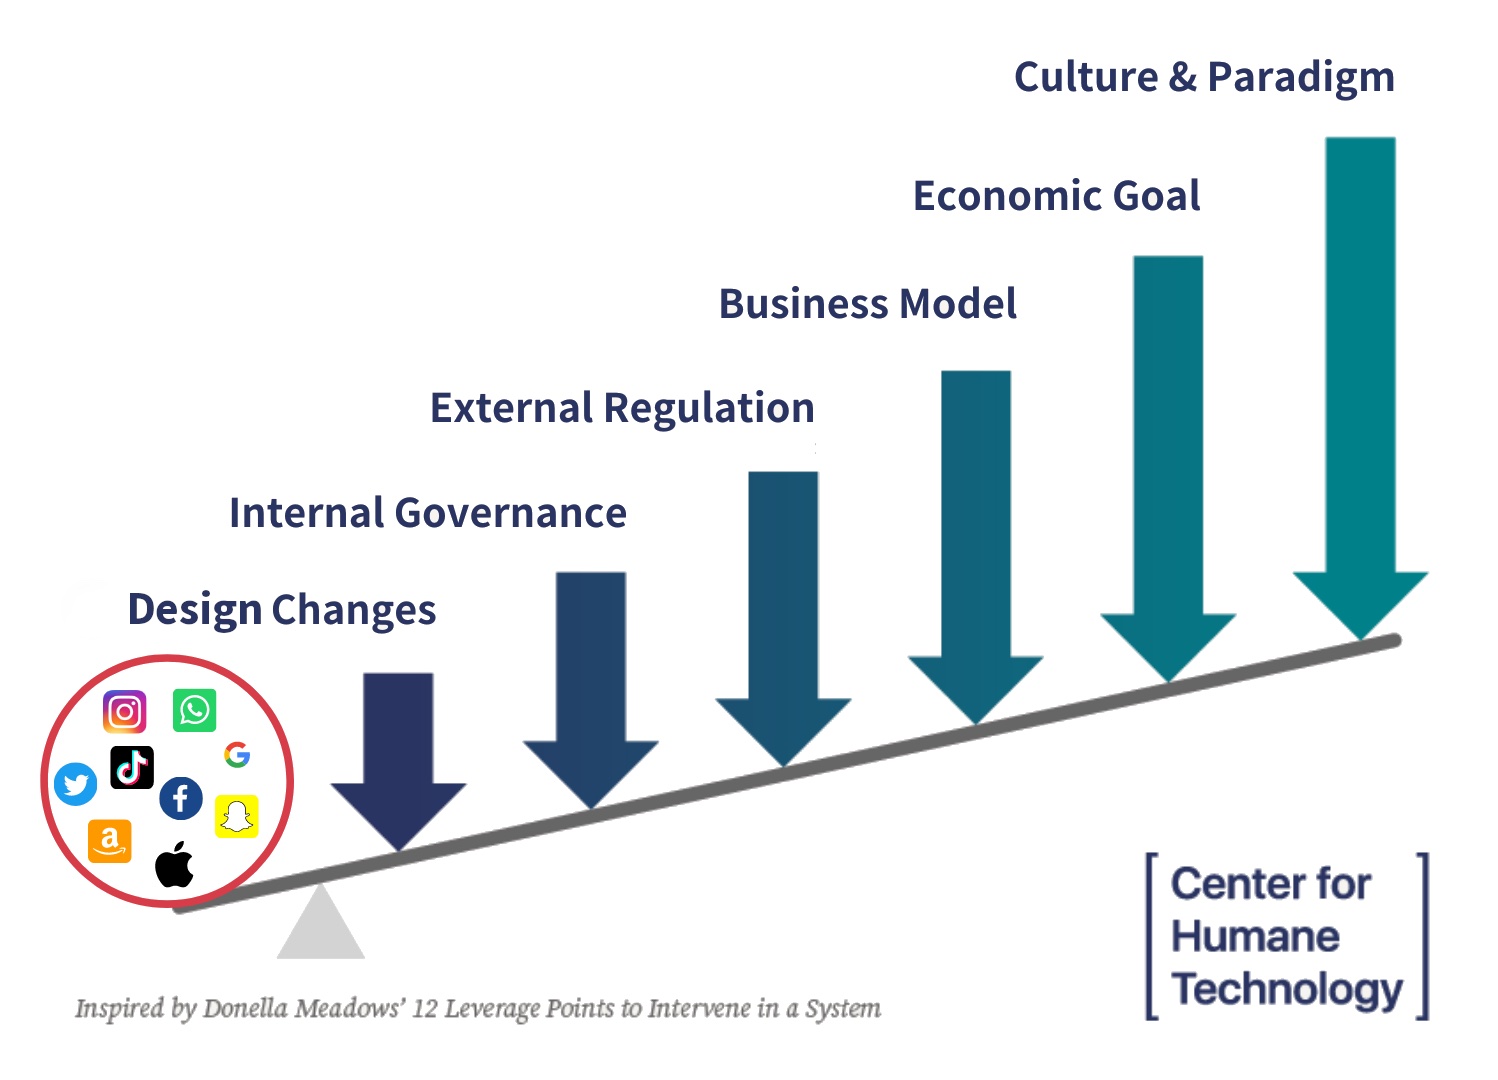 Culture & Paradigm
Economic Goal
Business Model
External Regulation
Internal Governance
Design Changes
a
Center for
Humane
Technology
Inspired by Donella Meadows' 12 Leverage Points to Intervene in a System